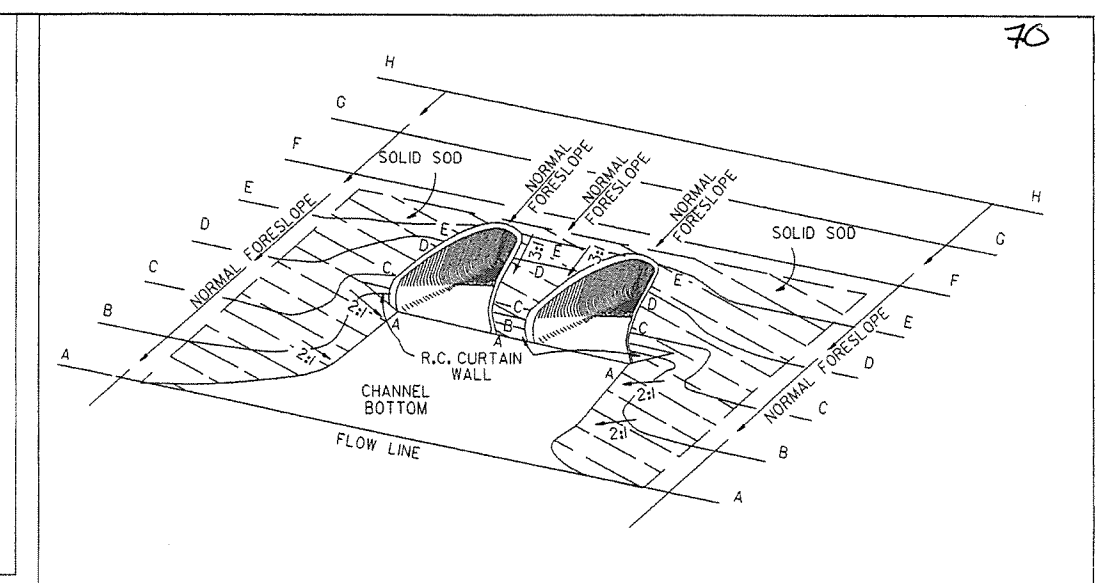 70
H
G
F
SOLID SOD
E
D
C
B
A
NORMAL FORESLOPE
NORMAL
FORESLOPE
NORMAL
FORESLOPE
NORMAL
FORESLOPE
SOLID SOD
H
G
F
E
D
C
B
A
NORMAL FORESLOPE
E
D
C
3:1
E
D
3:1
C
B
E
D
C
A
A
A
2:1
2:1
2:1
2:1
R.C. CURTAIN
WALL
CHANNEL
BOTTOM
FLOW LINE